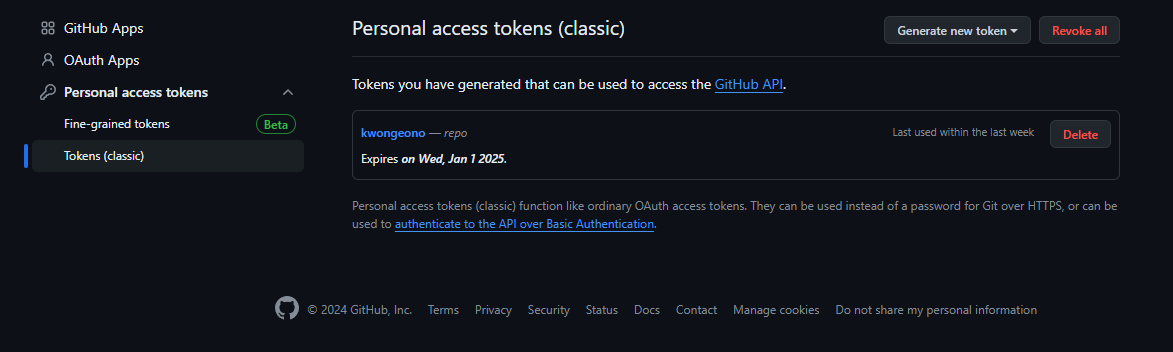 GitHub Apps
OAuth Apps
Personal access tokens
Fine-grained tokens
Beta
Tokens (classic)
Personal access tokens (classic)
Generate new token
Revoke all
Tokens you have generated that can be used to access the GitHub API.
kwongeono — repo
Last used within the last week
Delete
Expires on Wed, Jan 1 2025.
Personal access tokens (classic) function like ordinary OAuth access tokens. They can be used instead of a password for Git over HTTPS, or can be
used to authenticate to the API over Basic Authentication.
© 2024 GitHub, Inc. Terms Privacy Security Status Docs Contact Manage cookies Do not share my personal information